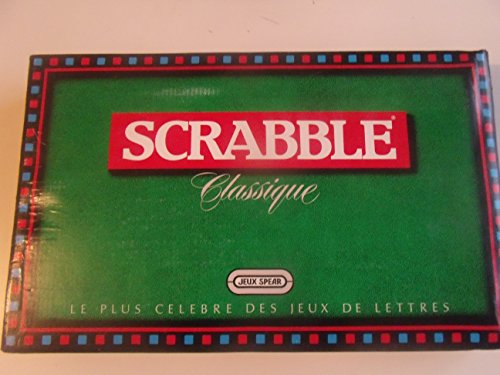 SCRABBLE
Classique
JEUX SPEAR
LE PLUS CELEBRE DES JEUX DE LETTRES